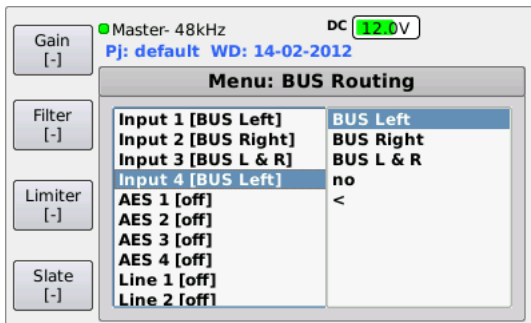 Gain
[-]
Master- 48kHz
DC 12.0V
Pj: default WD: 14-02-2012
Menu: BUS Routing
Filter
[-]
Limiter
[-]
Slate
[-]
Input 1 [BUS Left]
Input 2 [BUS Right]
Input 3 [BUS L & R]
Input 4 [BUS Left]
AES 1 [off]
AES 2 [off]
AES 3 [off]
AES 4 [off]
Line 1 [off]
Line 2 [off]
BUS Left
BUS Right
BUS L & R
no
<